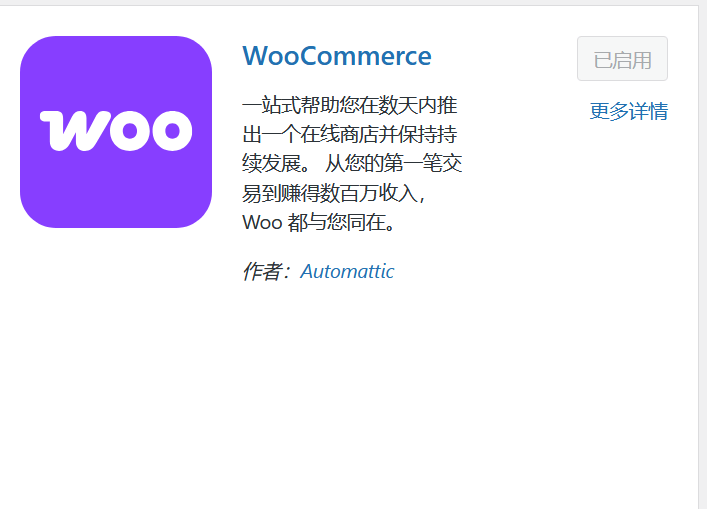 woo
WooCommerce
已启用
更多详情
一站式帮助您在数天内推
出一个在线商店并保持持
续发展。 从您的第一笔交
易到赚得数百万收入，
Woo 都与您同在。
作者：Automattic